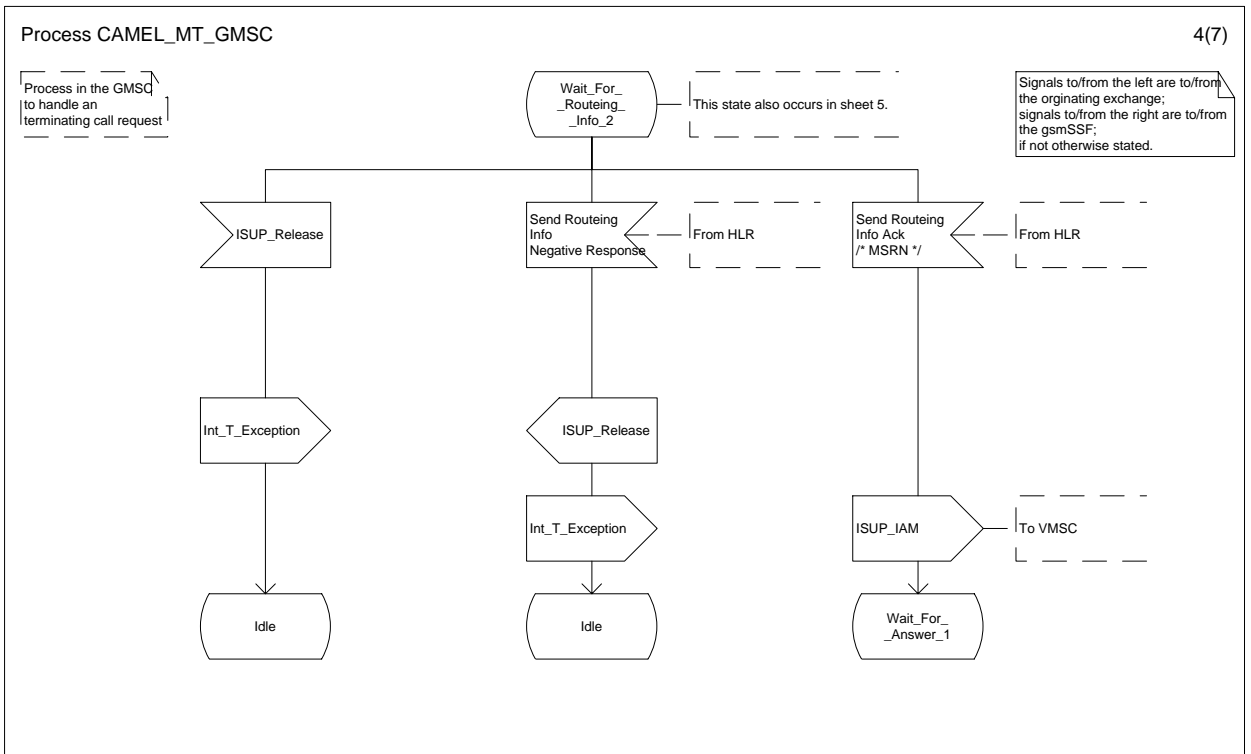 Process CAMEL_MT_GMSC
4(7)
Process in the GMSC
to handle an
terminating call request
Wait_For_
_Routeing_
_Info_2
This state also occurs in sheet 5.
Signals to/from the left are to/from
the orginating exchange;
signals to/from the right are to/from
the gsmSSF;
if not otherwise stated.
ISUP_Release
Send Routeing
Info
Negative Response
From HLR
Send Routeing
Info Ack
/* MSRN */
From HLR
Int_T_Exception
ISUP_Release
Int_T_Exception
ISUP_IAM
To VMSC
Idle
Idle
Wait_For_
_Answer_1